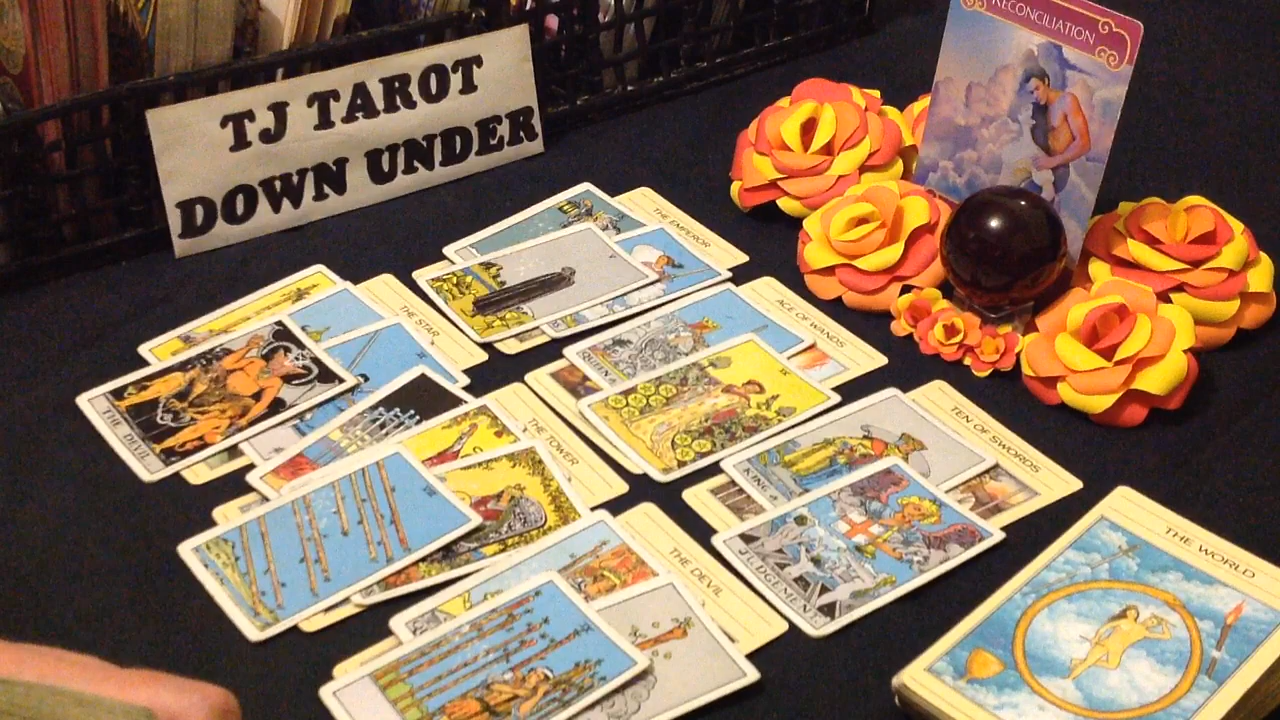 TJ TAROT
DOWN UNDER
RECONCILIATION
THE EMPEROR
THE STAR
ACE OF WANDS
THE DEVIL
THE TOWER
TEN OF SWORDS
JUDGEMENT.
THE DEVIL
THE WORLD